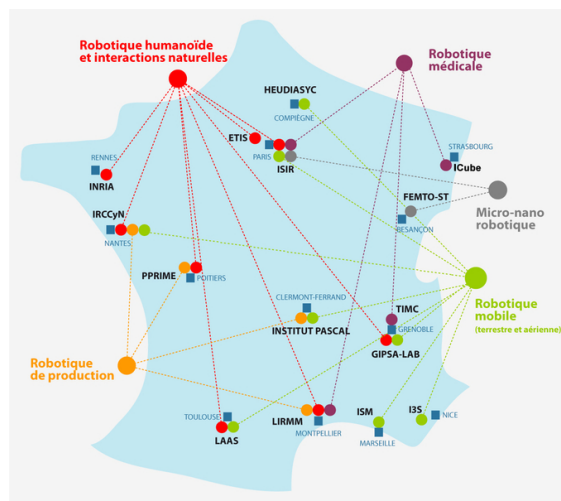 Robotique humanoïde
et interactions naturelles
Robotique
médicale
HEUDIASYC
COMPIÈGNE
ETIS
PARIS
ISIR
STRASBOURG
ICube
RENNES
INRIA
FEMTO-ST
BESANÇON
Micro-nano
robotique
IRCCyN
NANTES
PPRIME
POITIERS
CLERMONT-FERRAND
INSTITUT PASCAL
TIMC
GRENOBLE
GIPSA-LAB
Robotique
mobile
(terrestre et aérienne)
Robotique
de production
TOULOUSE
LAAS
LIRMM
MONTPELLIER
ISM
MARSEILLE
I3S
NICE